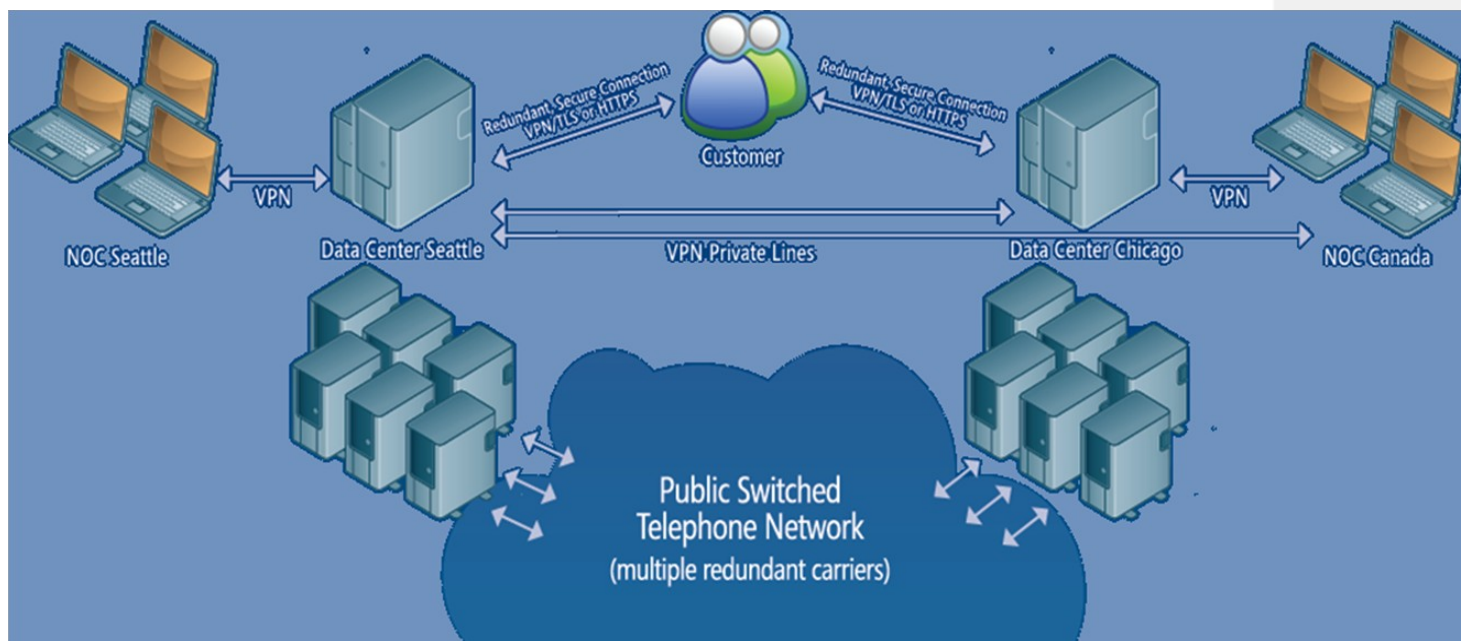 Redundant, Secure Connection
VPN/TLS or HTTPS
Redundant, Secure Connection
VPN/TLS or HTTPS
Customer
VPN
VPN
NOC Seattle
Data Center Seattle
VPN Private Lines
Data Center Chicago
NOC Canada
Public Switched
Telephone Network
(multiple redundant carriers)